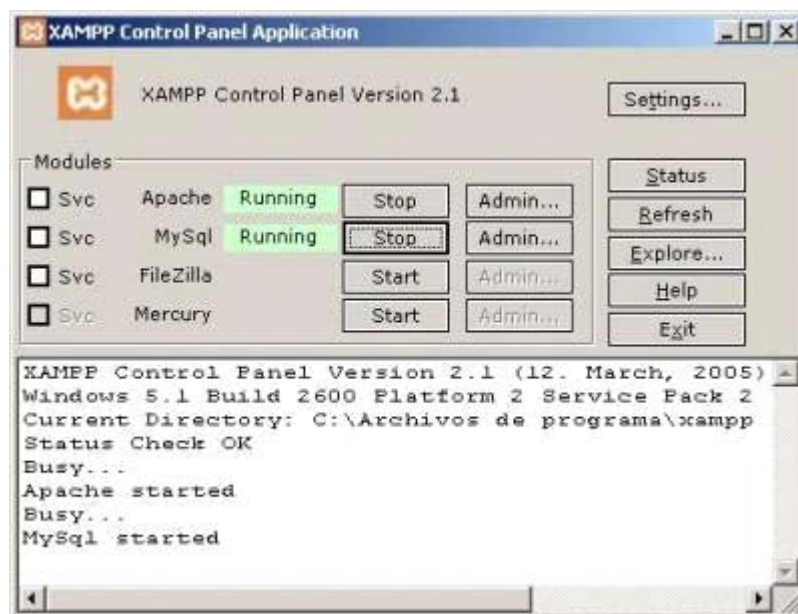 XAMPP Control Panel Application
XAMPP Control Panel Version 2.1
Settings...
Modules
Svc Apache Running Stop Admin...
Svc MySql Running Stop Admin...
Svc FileZilla Start Admin...
Svc Mercury Start Admin...
Status
Refresh
Explore...
Help
Exit
XAMPP Control Panel Version 2.1 (12. March, 2005)
Windows 5.1 Build 2600 Platform 2 Service Pack 2
Current Directory: C:\Archivos de programa\xampp
Status Check OK
Busy...
Apache started
Busy...
MySql started